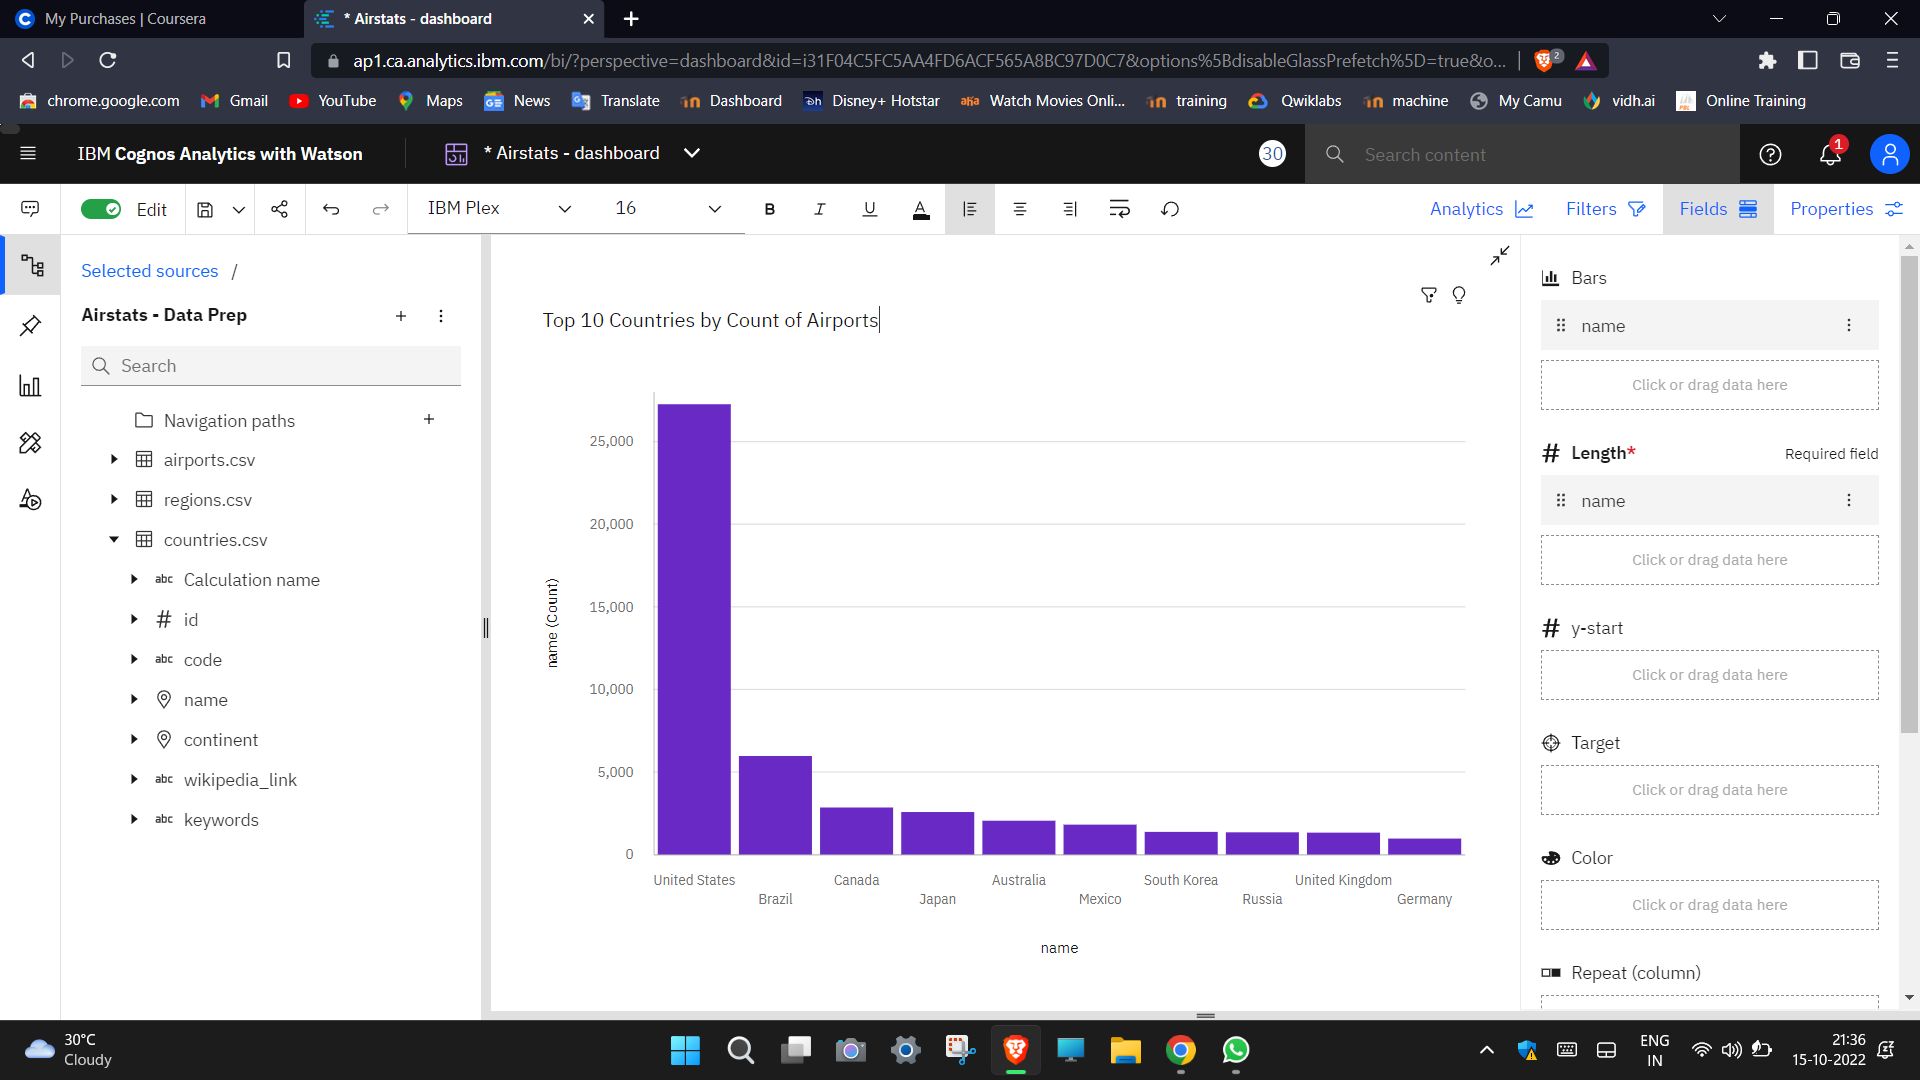 My Purchases | Coursera
* Airstats - dashboard
ap1.ca.analytics.ibm.com/bi/?perspective=dashboard&id=i31F04C5FC5AA4FD6ACF565A8BC97D0C7&options%5BdisableGlassPrefetch%5D=true&o...
2
chrome.google.com
Gmail
YouTube
Maps
News
Translate
Dashboard
Disney+ Hotstar
Watch Movies Onli...
training
Qwiklabs
machine
My Camu
vidh.ai
Online Training
IBM Cognos Analytics with Watson
* Airstats - dashboard
30
Search content
1
Edit
IBM Plex
16
B
I
U
A
Analytics
Filters
Fields
Properties
Selected sources /
Airstats - Data Prep
Search
Navigation paths
airports.csv
regions.csv
countries.csv
abc Calculation name
# id
abc code
name
continent
abc wikipedia_link
abc keywords
Top 10 Countries by Count of Airports
name (Count)
25,000
20,000
15,000
10,000
5,000
0
United States
Brazil
Canada
Japan
Australia
Mexico
South Korea
Russia
United Kingdom
Germany
name
Bars
name
Click or drag data here
# Length* Required field
name
Click or drag data here
# y-start
Click or drag data here
Target
Click or drag data here
Color
Click or drag data here
Repeat (column)
30°C
Cloudy
ENG
IN
21:36
15-10-2022